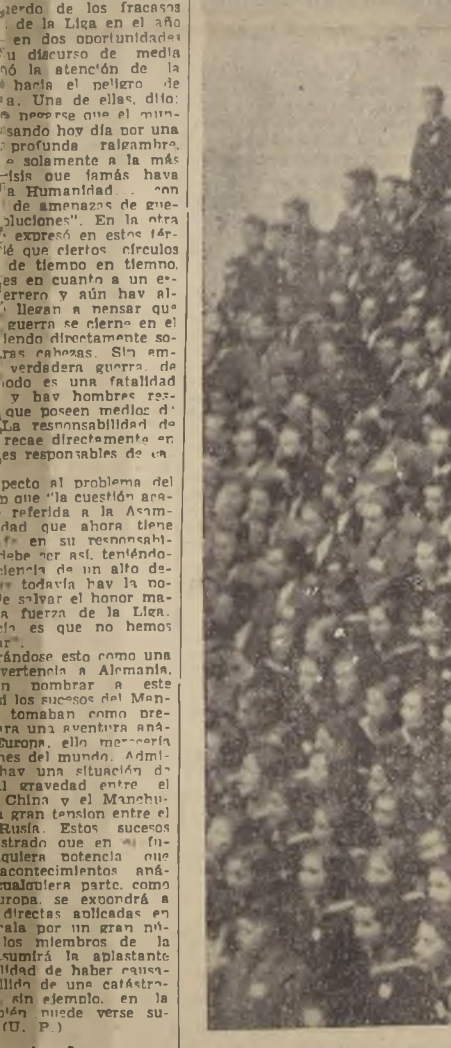 uerdo de los fracasos
de la Liga en el año
en dos oportunidades
u discurso de media
ó la atención de la
hacia el peligro de
a. Una de ellas, dijo:
negarse que el mun-
sando hoy día por una
profunda raigambre,
solamente a la más
risis que jamás haya
a Humanidad... con
de amenazas de gue-
oluciones". En la otra
expresó en estos tér-
é que ciertos círculos
de tiempo en tiempo,
es en cuanto a un e-
errero y aún hay al-
llegan a pensar que
guerra se cierne en el
iendo directamente so-
ras cabezas. Sin em-
verdadera guerra, de
odo es una fatalidad
y hay hombres res-
que poseen medios d
La responsabilidad de
recae directamente en
es responsables de
pecto al problema del
o que "la cuestión aca-
referida a la Asam-
dad que ahora tiene
en su responsabi-
debe ser así, teniéndo-
ciencia de un alto de-
todavía hay la no-
e salvar el honor ma-
a fuerza de la Liga.
es que no hemos
ar".
rándose esto como una
vertencia a Alemania,
n nombrar a este
i los sucesos del Man-
tomaban como pre-
ara una aventura aná-
Europa, ello merecería
nes del mundo. Admi-
hay una situación de
l gravedad entre el
China y el Manchu-
a gran tension entre el
Rusia. Estos sucesos
strado que en fu-
quiera potencia que
acontecimientos aná-
cualquiera parte, como
uropa, se expondrá a
directas aplicadas en
ala por un gran nú-
los miembros de la
sumirá la aplastante
lidad de haber causa-
llido de una catástro-
sin ejemplo, en la
bién puede verse su-
(U. P.)